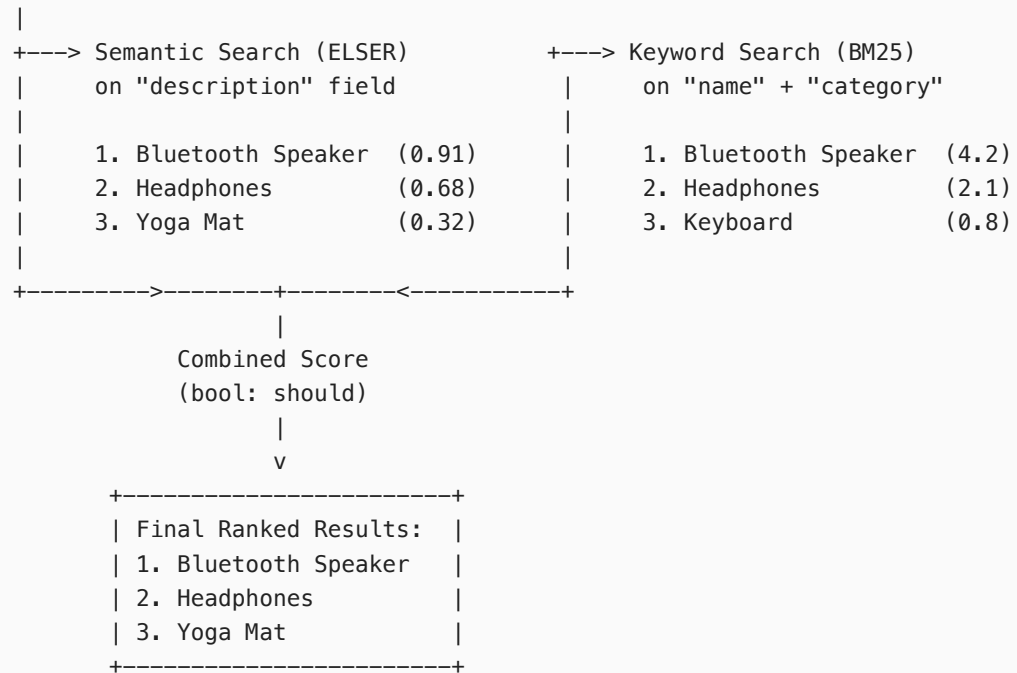 |
+---> Semantic Search (ELSER)          +---> Keyword Search (BM25)
|     on "description" field            |     on "name" + "category"
|                                       |
|     1. Bluetooth Speaker  (0.91)      |     1. Bluetooth Speaker  (4.2)
|     2. Headphones         (0.68)      |     2. Headphones         (2.1)
|     3. Yoga Mat           (0.32)      |     3. Keyboard           (0.8)
|                                       |
+--------->--------+--------<-----------+
                   |
            Combined Score
            (bool: should)
                   |
                   v
       +------------------------+
       | Final Ranked Results:  |
       | 1. Bluetooth Speaker   |
       | 2. Headphones          |
       | 3. Yoga Mat            |
       +------------------------+